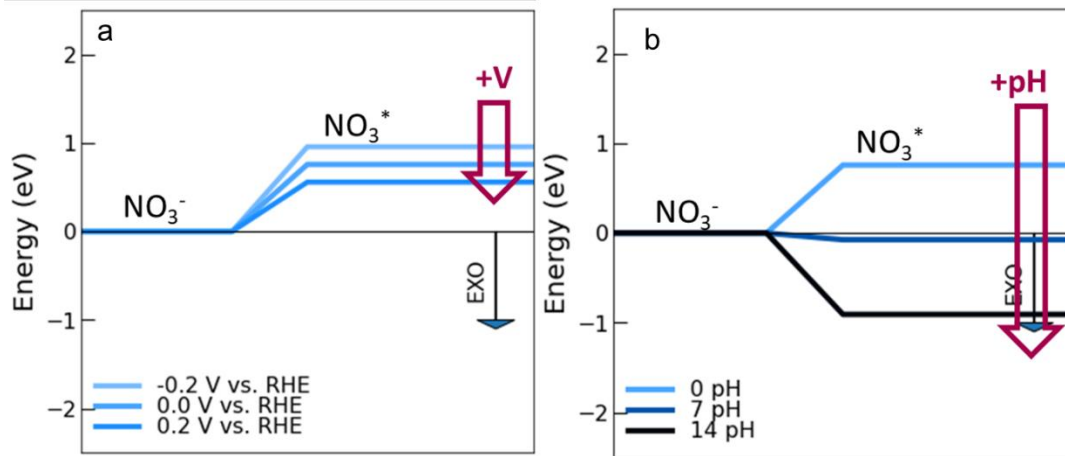 a
Energy (eV)
2
1
0
−1
−2
NO3-
NO3*
+V
EXO
-0.2 V vs. RHE
0.0 V vs. RHE
0.2 V vs. RHE
b
Energy (eV)
2
1
0
−1
−2
NO3-
NO3*
+pH
EXO
0 pH
7 pH
14 pH